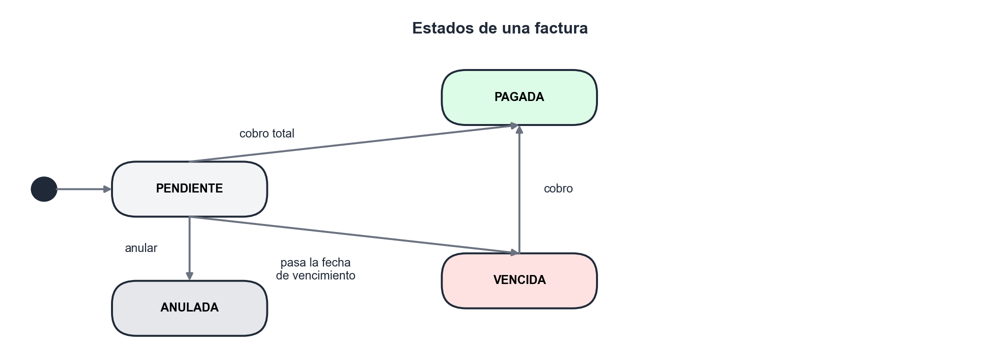 Estados de una factura
PAGADA
cobro total
PENDIENTE
cobro
anular
pasa la fecha
de vencimiento
VENCIDA
ANULADA